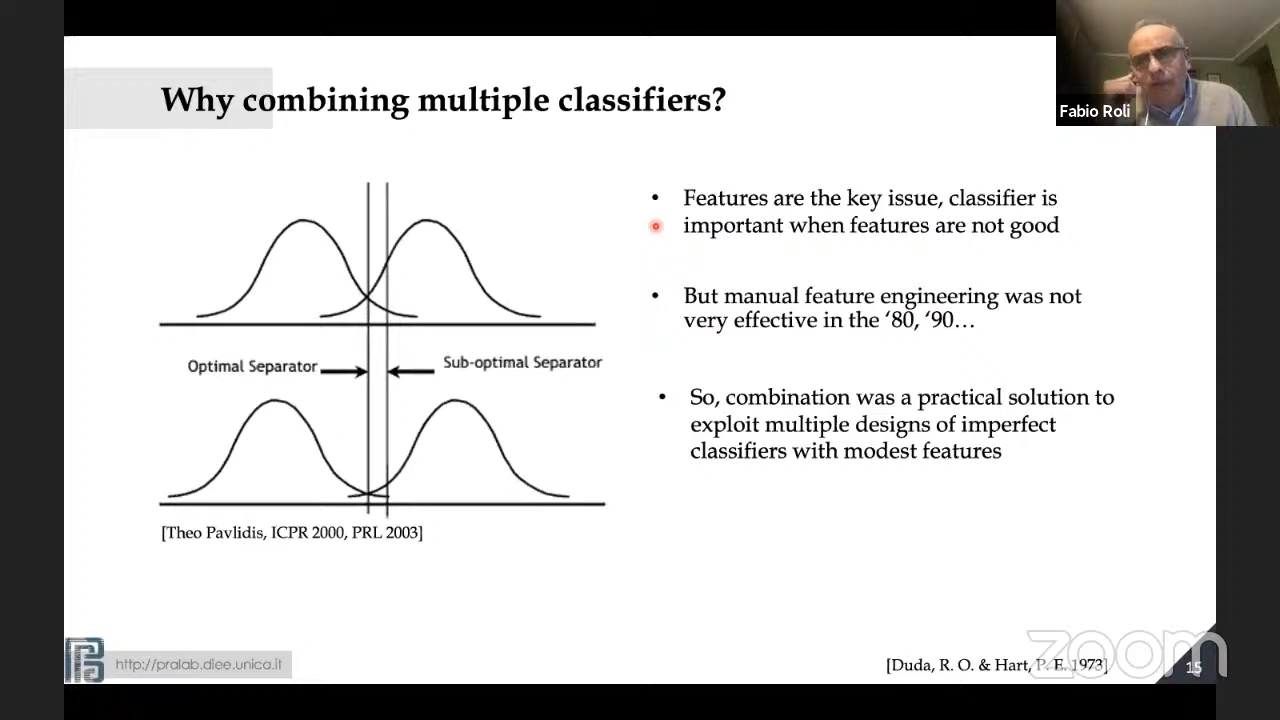 Why combining multiple classifiers?
Fabio Roli
• Features are the key issue, classifier is
important when features are not good
• But manual feature engineering was not
very effective in the ‘80, ‘90…
Optimal Separator
Sub-optimal Separator
• So, combination was a practical solution to
exploit multiple designs of imperfect
classifiers with modest features
[Theo Pavlidis, ICPR 2000, PRL 2003]
http://pralab.diee.unica.it
[Duda, R. O. & Hart, P. E. 1973]
zoom
15